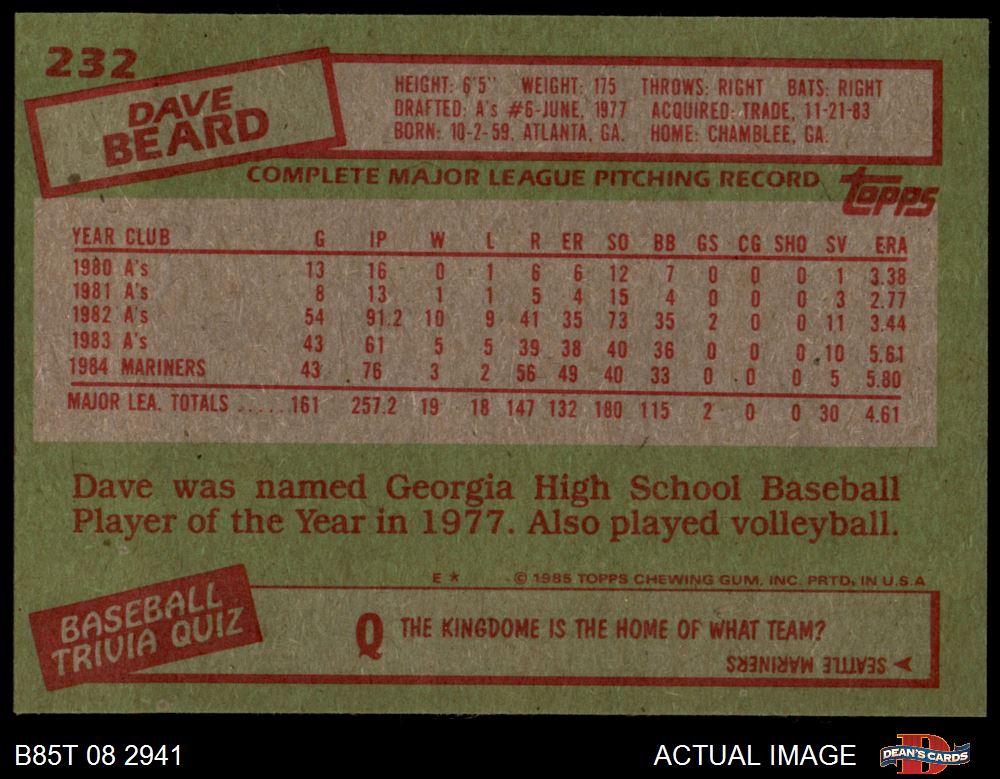 232
DAVE
BEARD
HEIGHT: 6'5" WEIGHT: 175 THROWS: RIGHT BATS: RIGHT
DRAFTED: A's #6-JUNE, 1977 ACQUIRED: TRADE, 11-21-83
BORN: 10-2-59, ATLANTA, GA. HOME: CHAMBLEE, GA.
COMPLETE MAJOR LEAGUE PITCHING RECORD
topps
YEAR CLUB G IP W L R ER SO BB GS CG SHO SV ERA
1980 A's 13 16 0 1 6 6 12 7 0 0 0 1 3.38
1981 A's 8 13 1 1 5 4 15 4 0 0 0 3 2.77
1982 A's 54 91.2 10 9 41 35 73 35 2 0 0 11 3.44
1983 A's 43 61 5 5 39 38 40 36 0 0 0 10 5.61
1984 MARINERS 43 76 3 2 56 49 40 33 0 0 0 5 5.80
MAJOR LEA. TOTALS ..... 161 257.2 19 18 147 132 180 115 2 0 0 30 4.61
Dave was named Georgia High School Baseball
Player of the Year in 1977. Also played volleyball.
E * © 1985 TOPPS CHEWING GUM, INC. PRTD. IN U.S.A
BASEBALL
TRIVIA QUIZ
Q THE KINGDOME IS THE HOME OF WHAT TEAM?
SEATTLE MARINERS
B85T 08 2941
ACTUAL IMAGE
D
DEAN'S CARDS